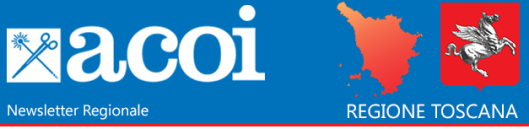 acoi
Newsletter Regionale
REGIONE TOSCANA